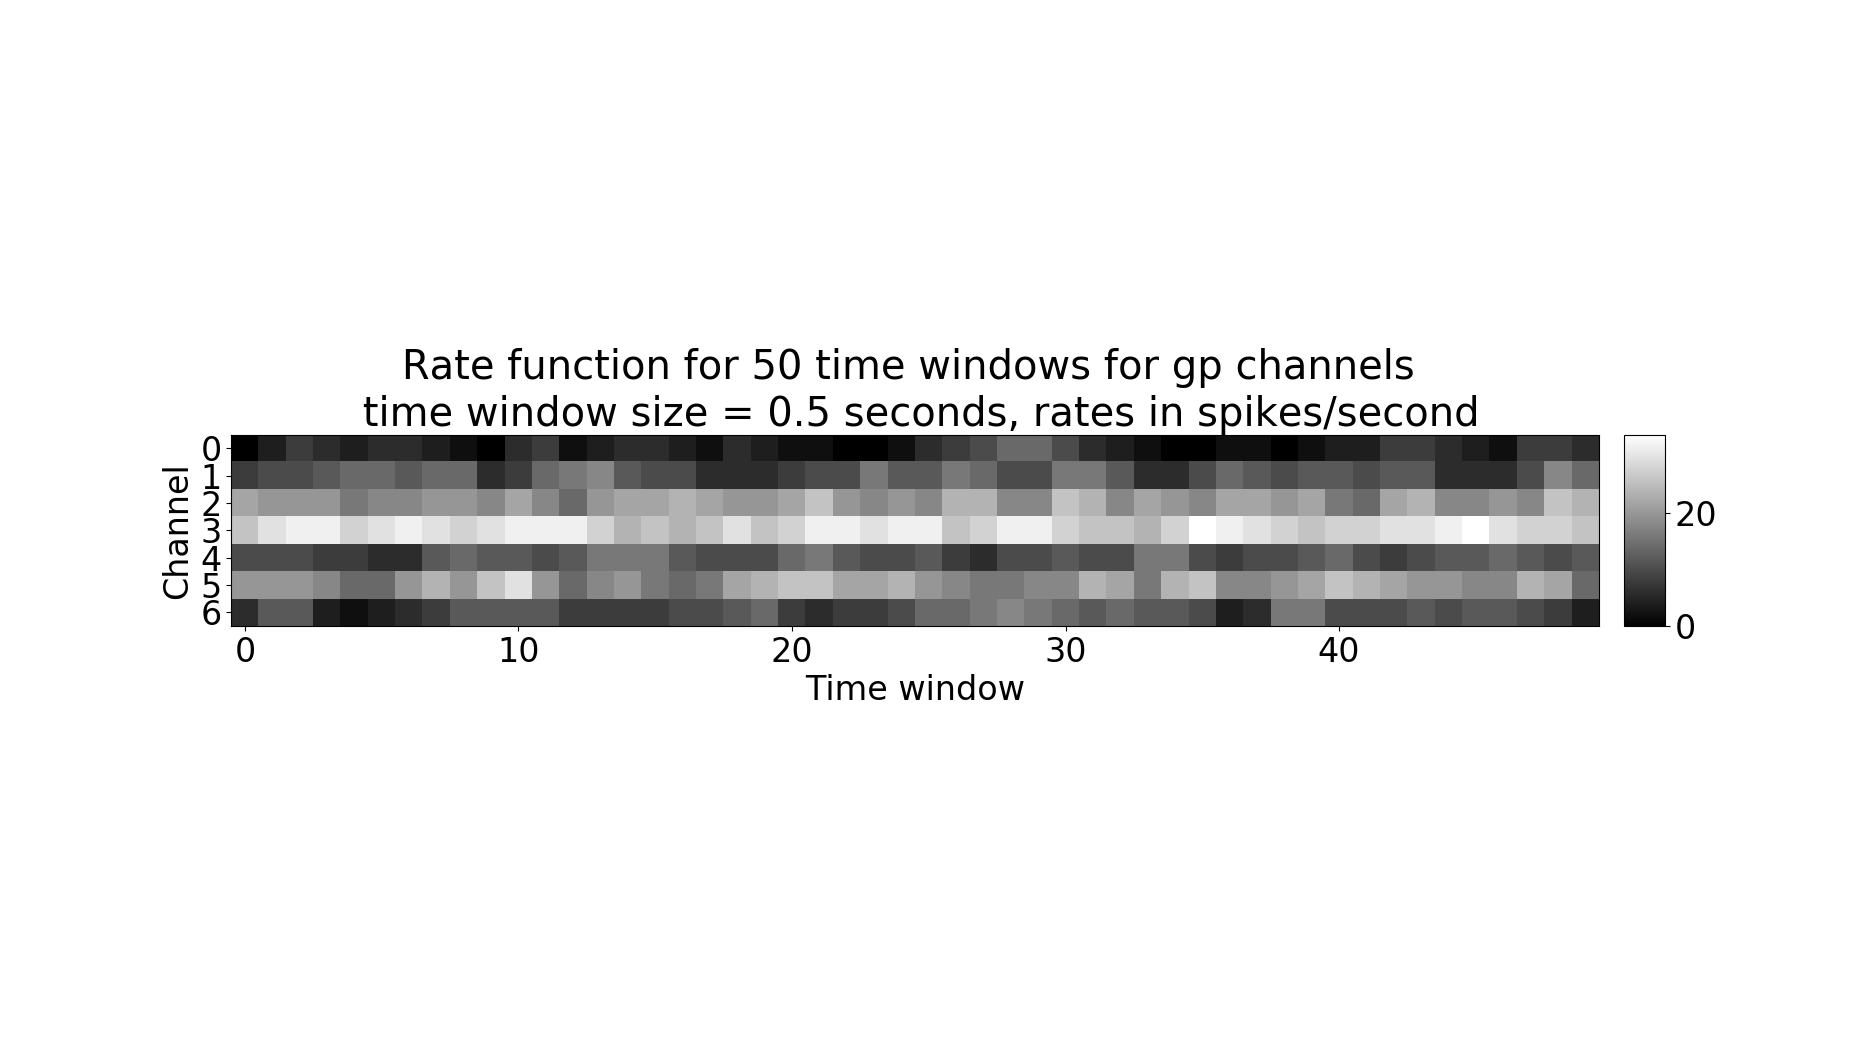 Rate function for 50 time windows for gp channels
time window size = 0.5 seconds, rates in spikes/second
Channel
0
1
2
3
4
5
6
0 10 20 30 40
Time window
20
0